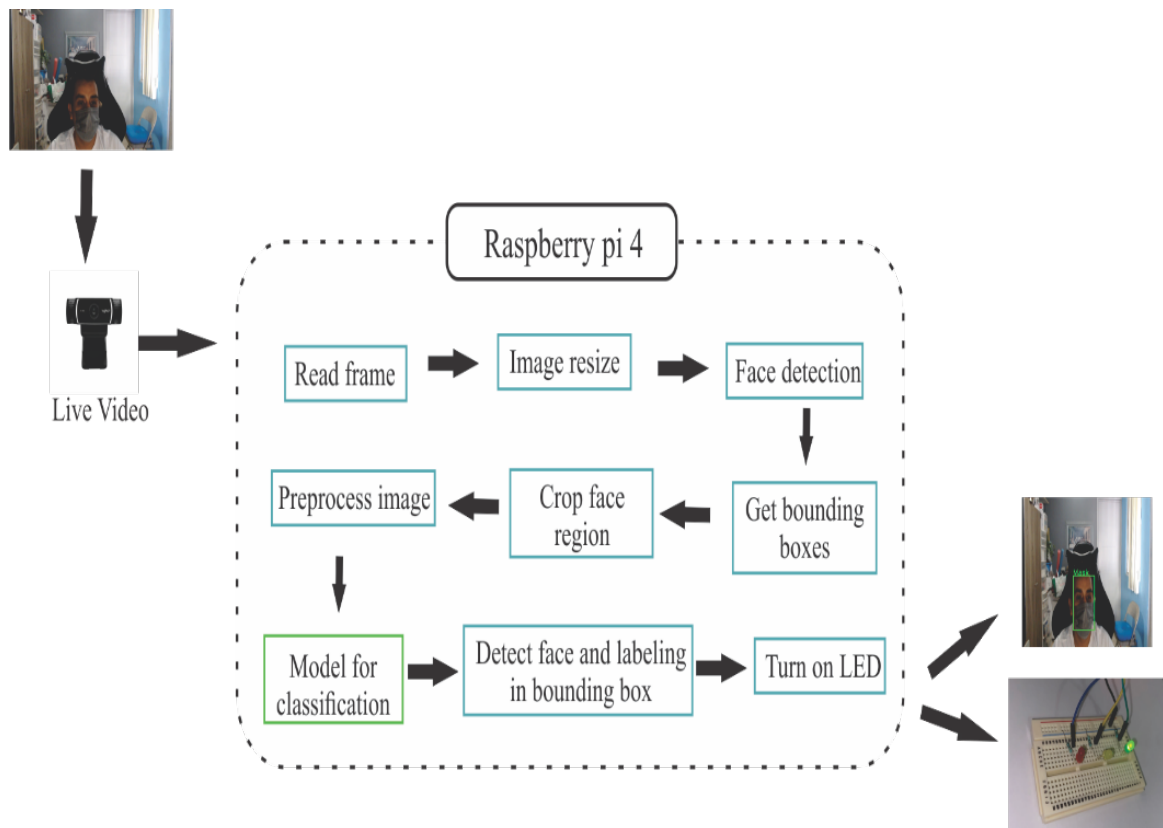 Raspberry pi 4
Live Video
Read frame
Image resize
Face detection
Get bounding
boxes
Crop face
region
Preprocess image
Model for
classification
Detect face and labeling
in bounding box
Turn on LED
Mask